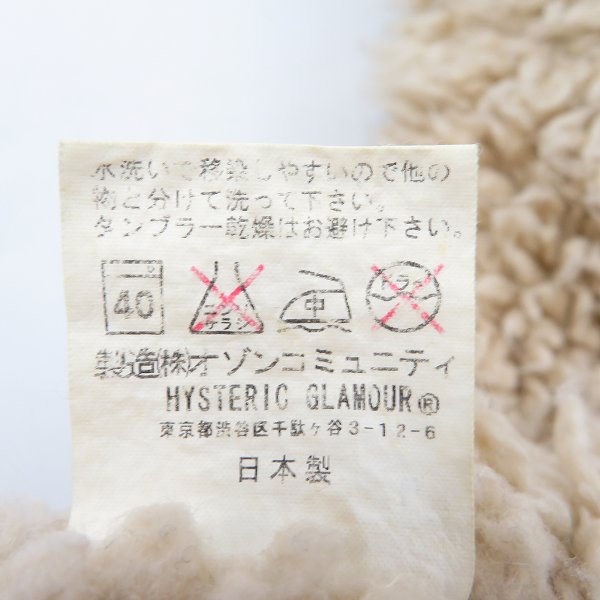 水洗いで移染しやすいので他の
物と分けて洗って下さい。
タンブラー乾燥はお避け下さい。
40 エンソ サラシ 中 ドライ
製造(株)オゾンコミュニティ
HYSTERIC GLAMOUR®
東京都渋谷区千駄ヶ谷3-12-6
日本製